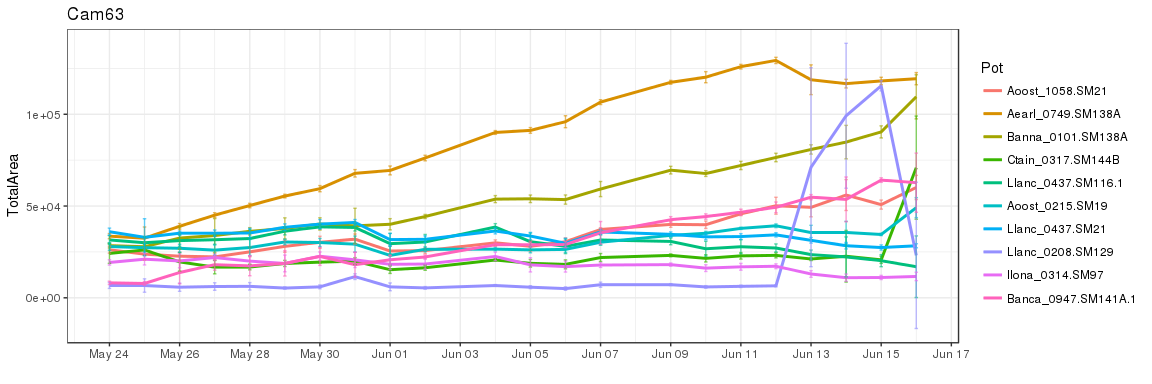 Cam63
TotalArea
1e+05
5e+04
0e+00
May 24 May 26 May 28 May 30 Jun 01 Jun 03 Jun 05 Jun 07 Jun 09 Jun 11 Jun 13 Jun 15 Jun 17
Pot
Aoost_1058.SM21
Aearl_0749.SM138A
Banna_0101.SM138A
Ctain_0317.SM144B
Llanc_0437.SM116.1
Aoost_0215.SM19
Llanc_0437.SM21
Llanc_0208.SM129
Ilona_0314.SM97
Banca_0947.SM141A.1